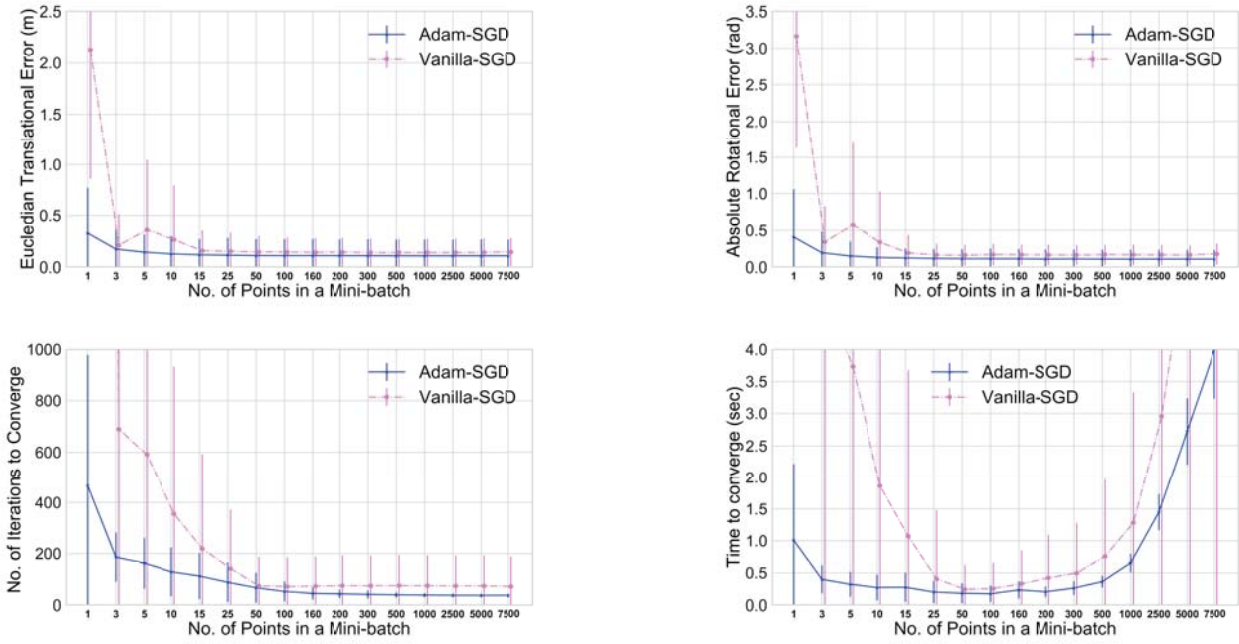 Eucledian Translational Error (m)
2.5
2.0
1.5
1.0
0.5
0.0
Adam-SGD
Vanilla-SGD
1 3 5 10 15 25 50 100 160 200 300 500 1000 2500 5000 7500
No. of Points in a Mini-batch
Absolute Rotational Error (rad)
3.5
3.0
2.5
2.0
1.5
1.0
0.5
0.0
Adam-SGD
Vanilla-SGD
1 3 5 10 15 25 50 100 160 200 300 500 1000 2500 5000 7500
No. of Points in a Mini-batch
No. of Iterations to Converge
1000
800
600
400
200
0
Adam-SGD
Vanilla-SGD
1 3 5 10 15 25 50 100 160 200 300 500 1000 2500 5000 7500
No. of Points in a Mini-batch
Time to converge (sec)
4.0
3.5
3.0
2.5
2.0
1.5
1.0
0.5
0.0
Adam-SGD
Vanilla-SGD
1 3 5 10 15 25 50 100 160 200 300 500 1000 2500 5000 7500
No. of Points in a Mini-batch